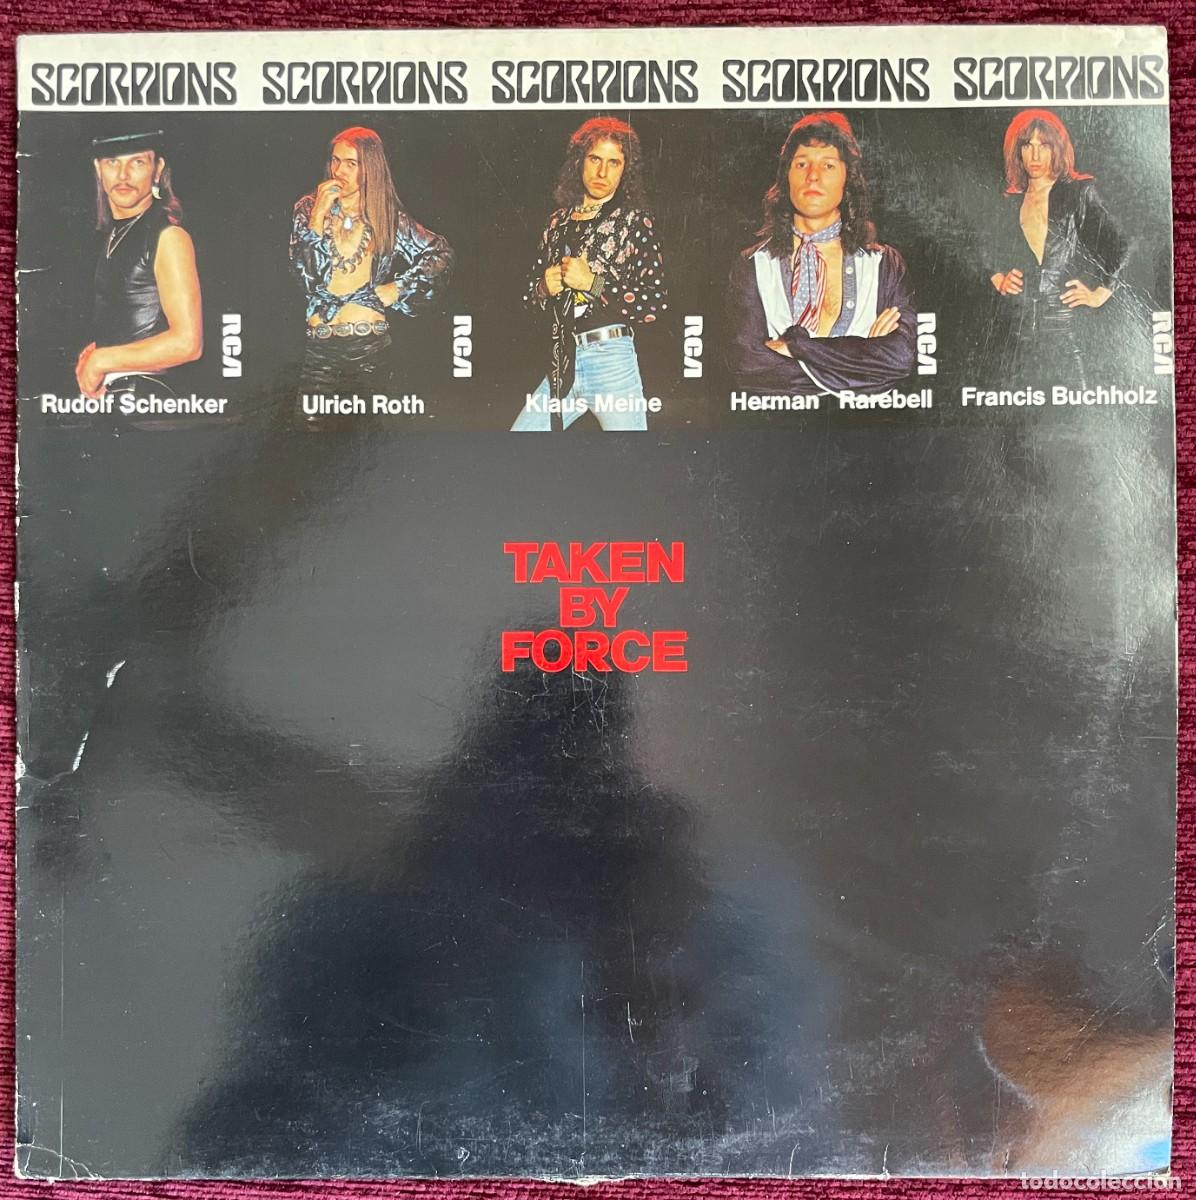 SCORPIONS SCORPIONS SCORPIONS SCORPIONS SCORPIONS
RCA RCA RCA RCA RCA
Rudolf Schenker Ulrich Roth Klaus Meine Herman Rarebell Francis Buchholz
TAKEN
BY
FORCE
todocoleccion